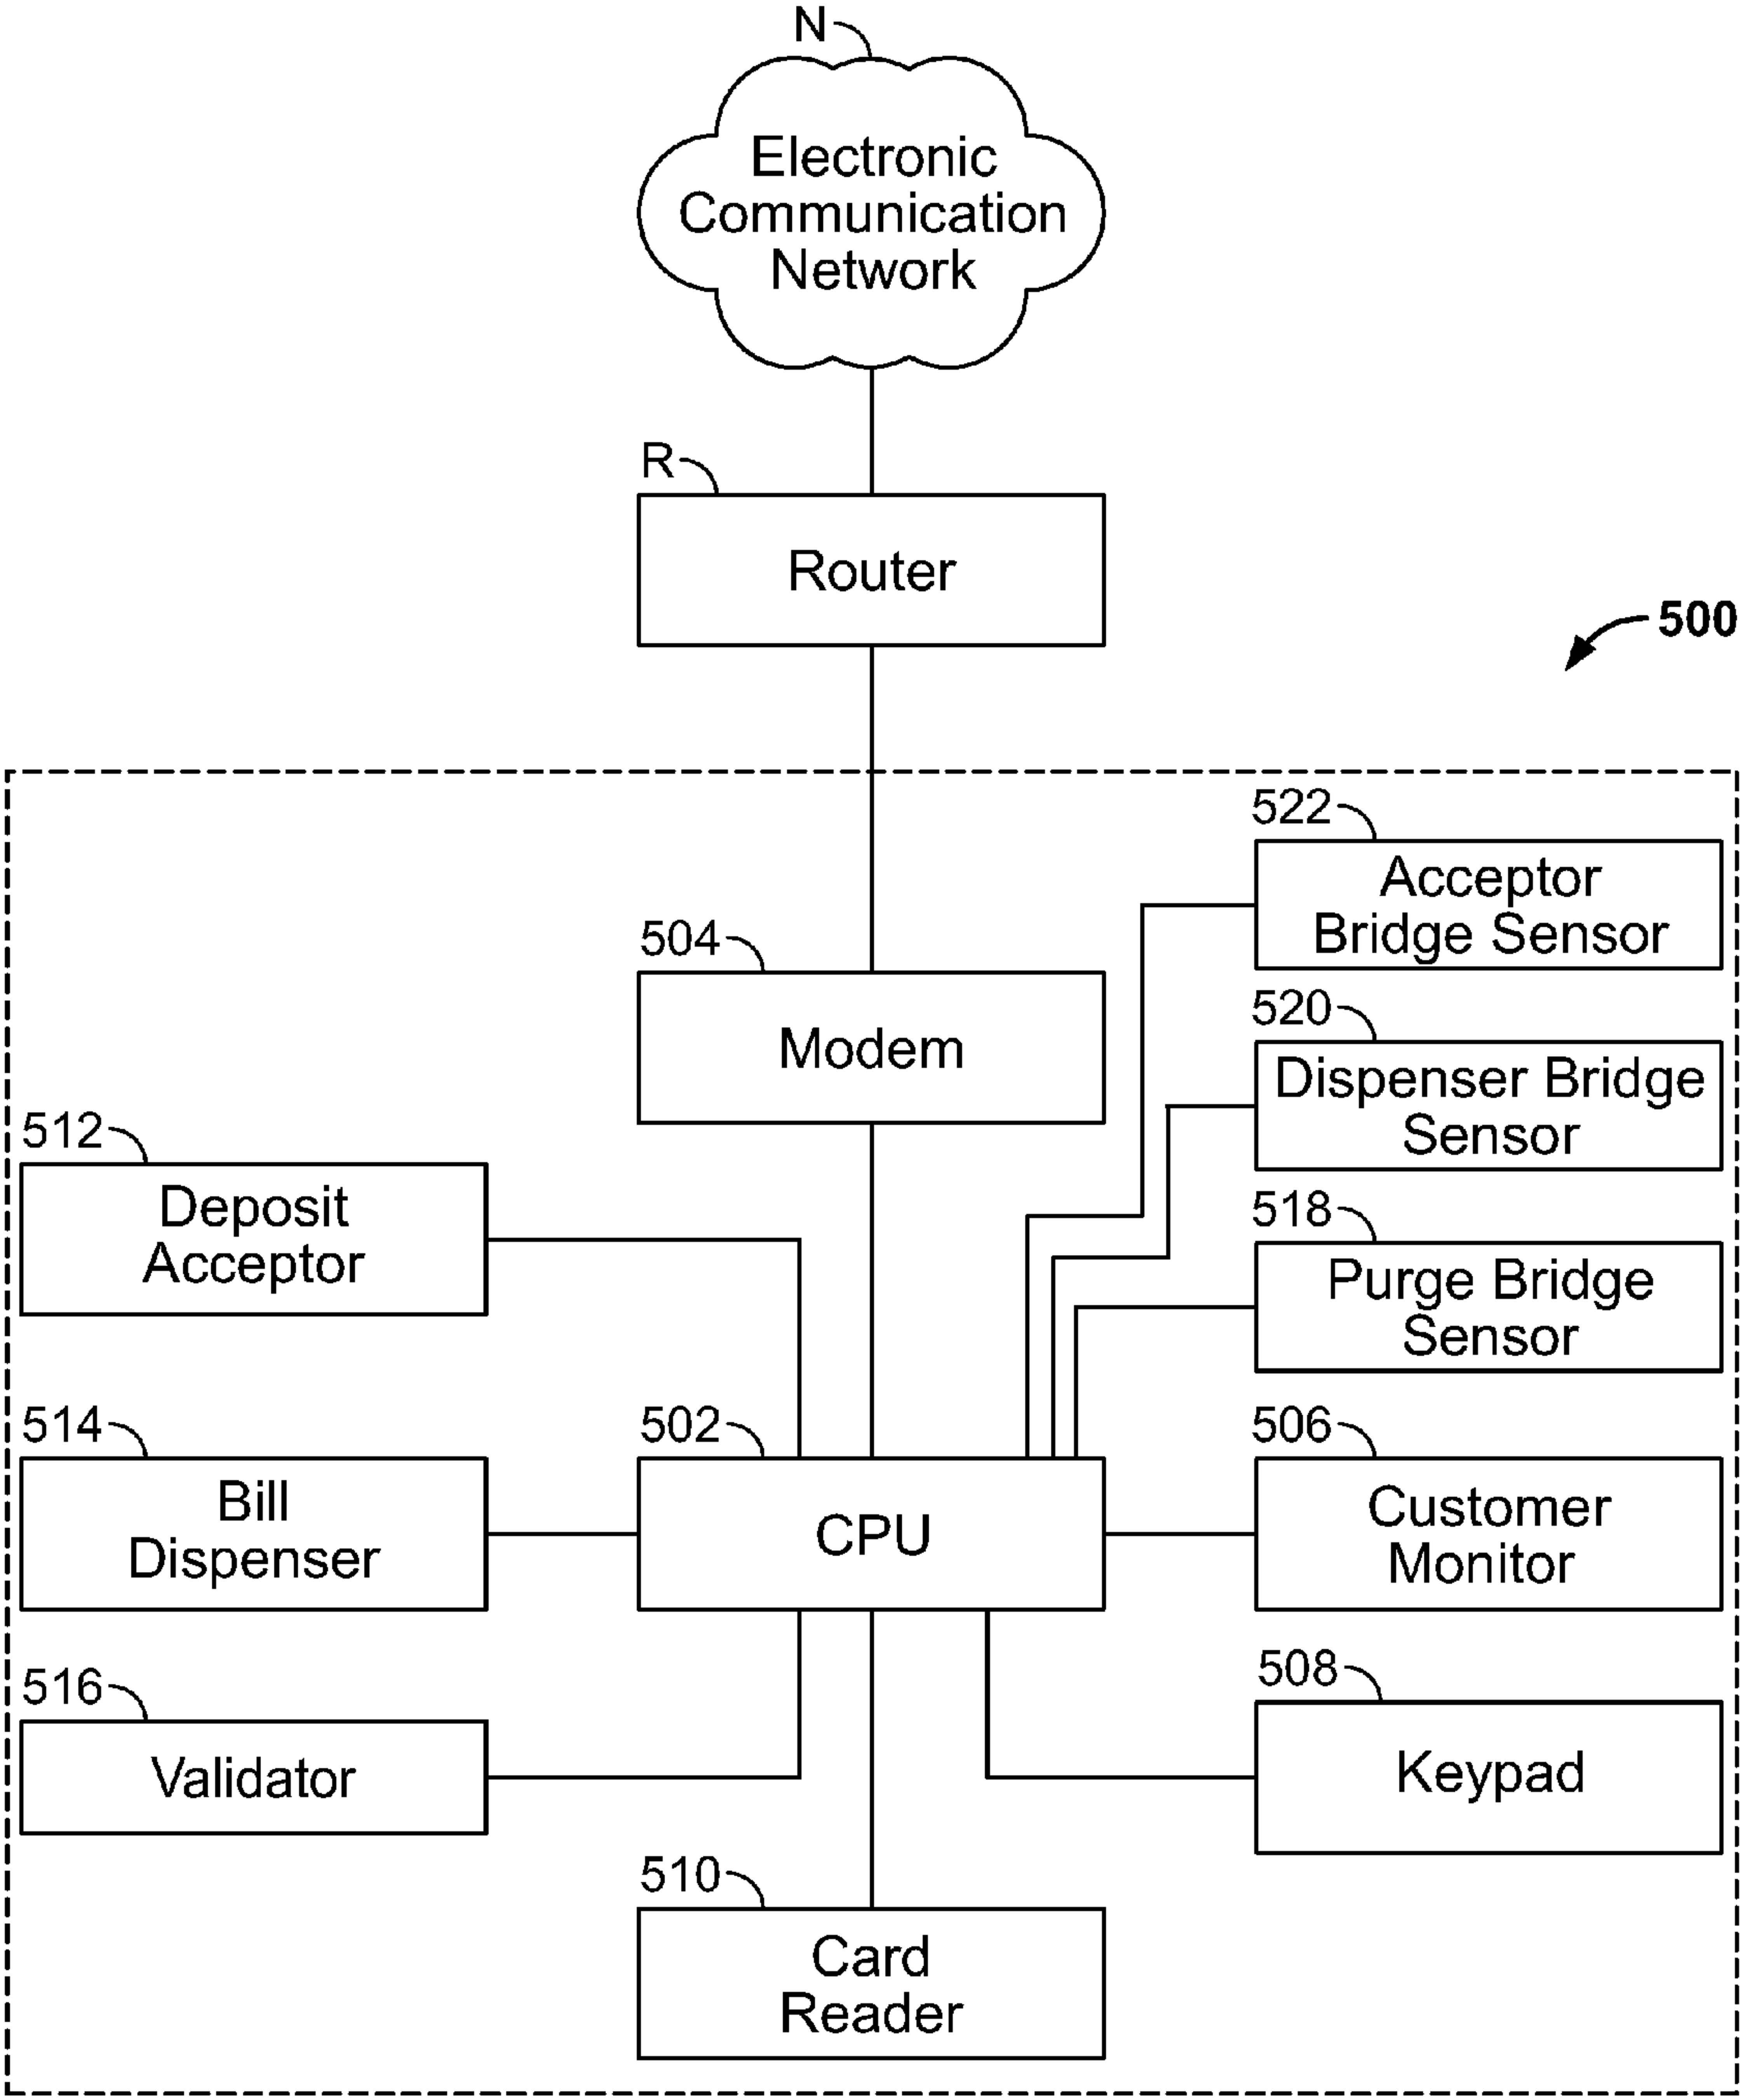 N
Electronic
Communication
Network
R
Router
500
522
Acceptor
Bridge Sensor
504
Modem
520
Dispenser Bridge
Sensor
512
Deposit
Acceptor
518
Purge Bridge
Sensor
514
Bill
Dispenser
502
CPU
506
Customer
Monitor
516
Validator
508
Keypad
510
Card
Reader